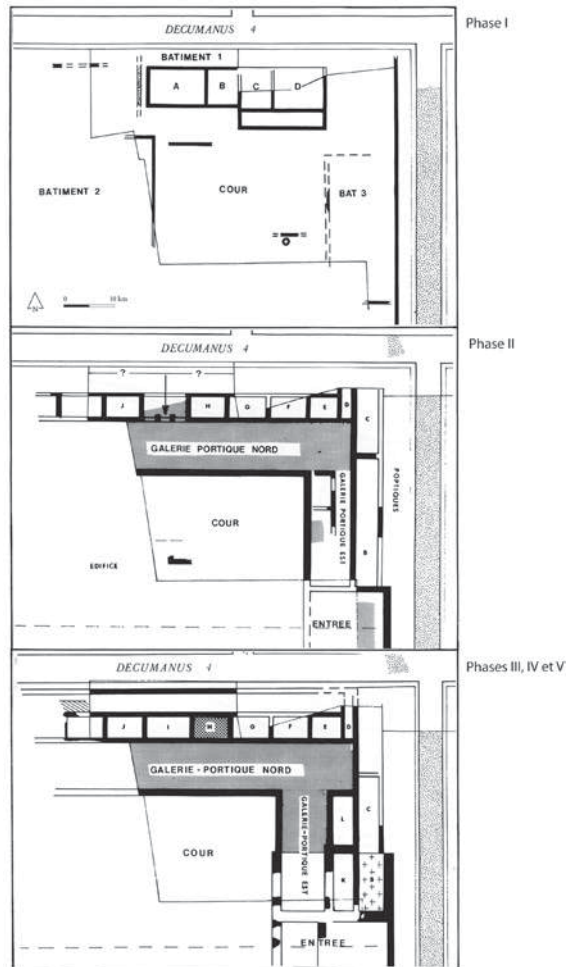 Phase I
DECUMANUS 4
BATIMENT 1
A B C D
BATIMENT 2
COUR
BAT 3
N
0 10 km
Phase II
DECUMANUS 4
? ?
J H G F E D
C
GALERIE PORTIQUE NORD
GALERIE PORTIQUE EST
PORTIQUES
COUR
B
EDIFICE
ENTREE
Phases III, IV et V
DECUMANUS 4
J I H G F E D
GALERIE - PORTIQUE NORD
GALERIE-PORTIQUE EST
L C
COUR
K B
ENTREE